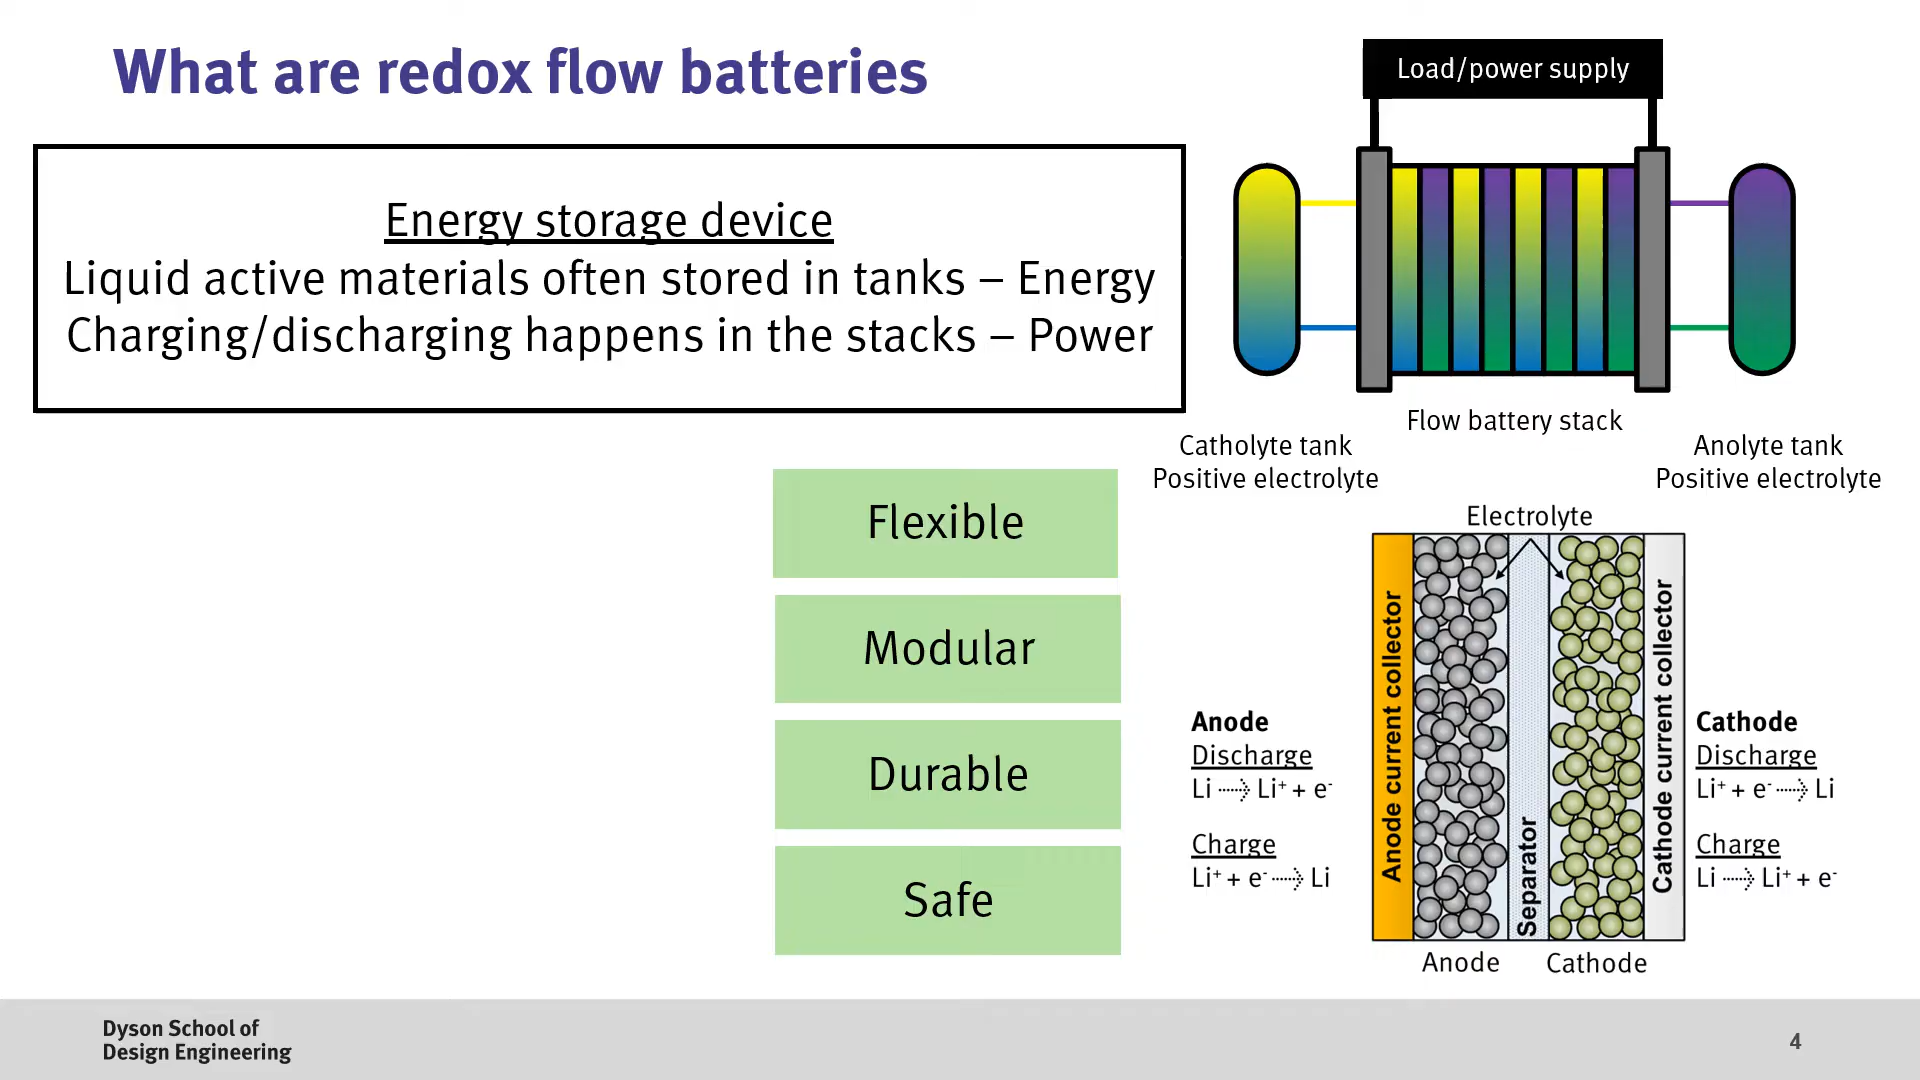 What are redox flow batteries
Energy storage device
Liquid active materials often stored in tanks – Energy
Charging/discharging happens in the stacks – Power
Load/power supply
Flow battery stack
Catholyte tank
Positive electrolyte
Anolyte tank
Positive electrolyte
Flexible
Modular
Durable
Safe
Electrolyte
Anode current collector
Separator
Cathode current collector
Anode
Discharge
Li ⇢ Li⁺ + e⁻
Charge
Li⁺ + e⁻ ⇢ Li
Cathode
Discharge
Li⁺ + e⁻ ⇢ Li
Charge
Li ⇢ Li⁺ + e⁻
Anode
Cathode
Dyson School of
Design Engineering
4